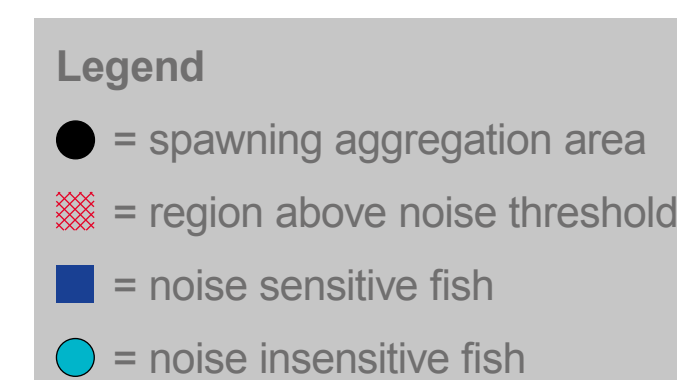 Legend
= spawning aggregation area
= region above noise threshold
= noise sensitive fish
= noise insensitive fish